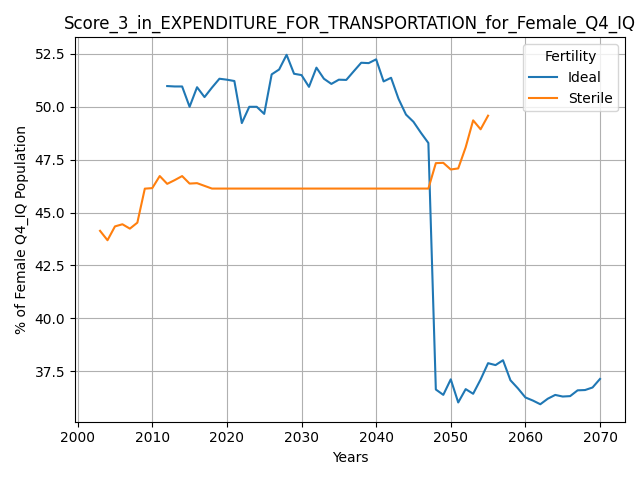 Score_3_in_EXPENDITURE_FOR_TRANSPORTATION_for_Female_Q4_IQ
Fertility
Ideal
Sterile
% of Female Q4_IQ Population
52.5
50.0
47.5
45.0
42.5
40.0
37.5
2000 2010 2020 2030 2040 2050 2060 2070
Years